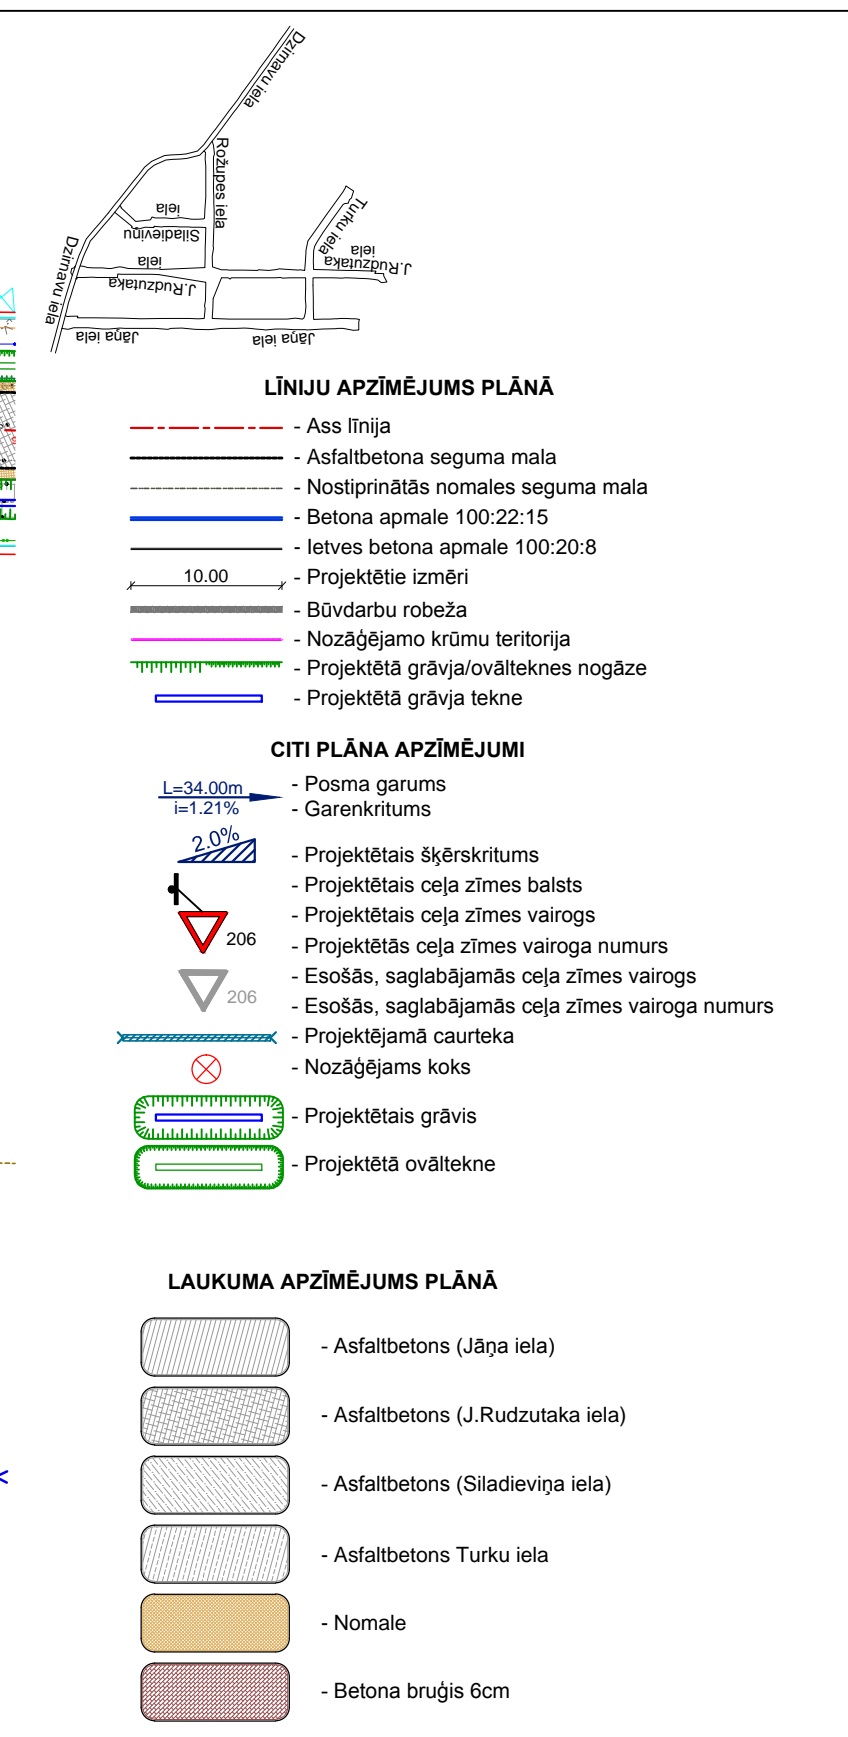 Dzirnavu iela
Rožupes iela
iela
Siladieviņu
Turku iela
iela
J.Rudzutaka
Dzirnavu iela
iela
J.Rudzutaka
Jāņa iela
Jāņa iela
LĪNIJU APZĪMĒJUMS PLĀNĀ
- Ass līnija
- Asfaltbetona seguma mala
- Nostiprinātās nomales seguma mala
- Betona apmale 100:22:15
- Ietves betona apmale 100:20:8
10.00 - Projektētie izmēri
- Būvdarbu robeža
- Nozāģējamo krūmu teritorija
- Projektētā grāvja/ovālteknes nogāze
- Projektētā grāvja tekne
CITI PLĀNA APZĪMĒJUMI
L=34.00m - Posma garums
i=1.21% - Garenkritums
2.0% - Projektētais šķērskritums
- Projektētais ceļa zīmes balsts
- Projektētais ceļa zīmes vairogs
206 - Projektētās ceļa zīmes vairoga numurs
- Esošās, saglabājamās ceļa zīmes vairogs
206 - Esošās, saglabājamās ceļa zīmes vairoga numurs
- Projektējamā caurteka
- Nozāģējams koks
- Projektētais grāvis
- Projektētā ovāltekne
LAUKUMA APZĪMĒJUMS PLĀNĀ
- Asfaltbetons (Jāņa iela)
- Asfaltbetons (J.Rudzutaka iela)
- Asfaltbetons (Siladieviņa iela)
- Asfaltbetons Turku iela
- Nomale
- Betona bruģis 6cm